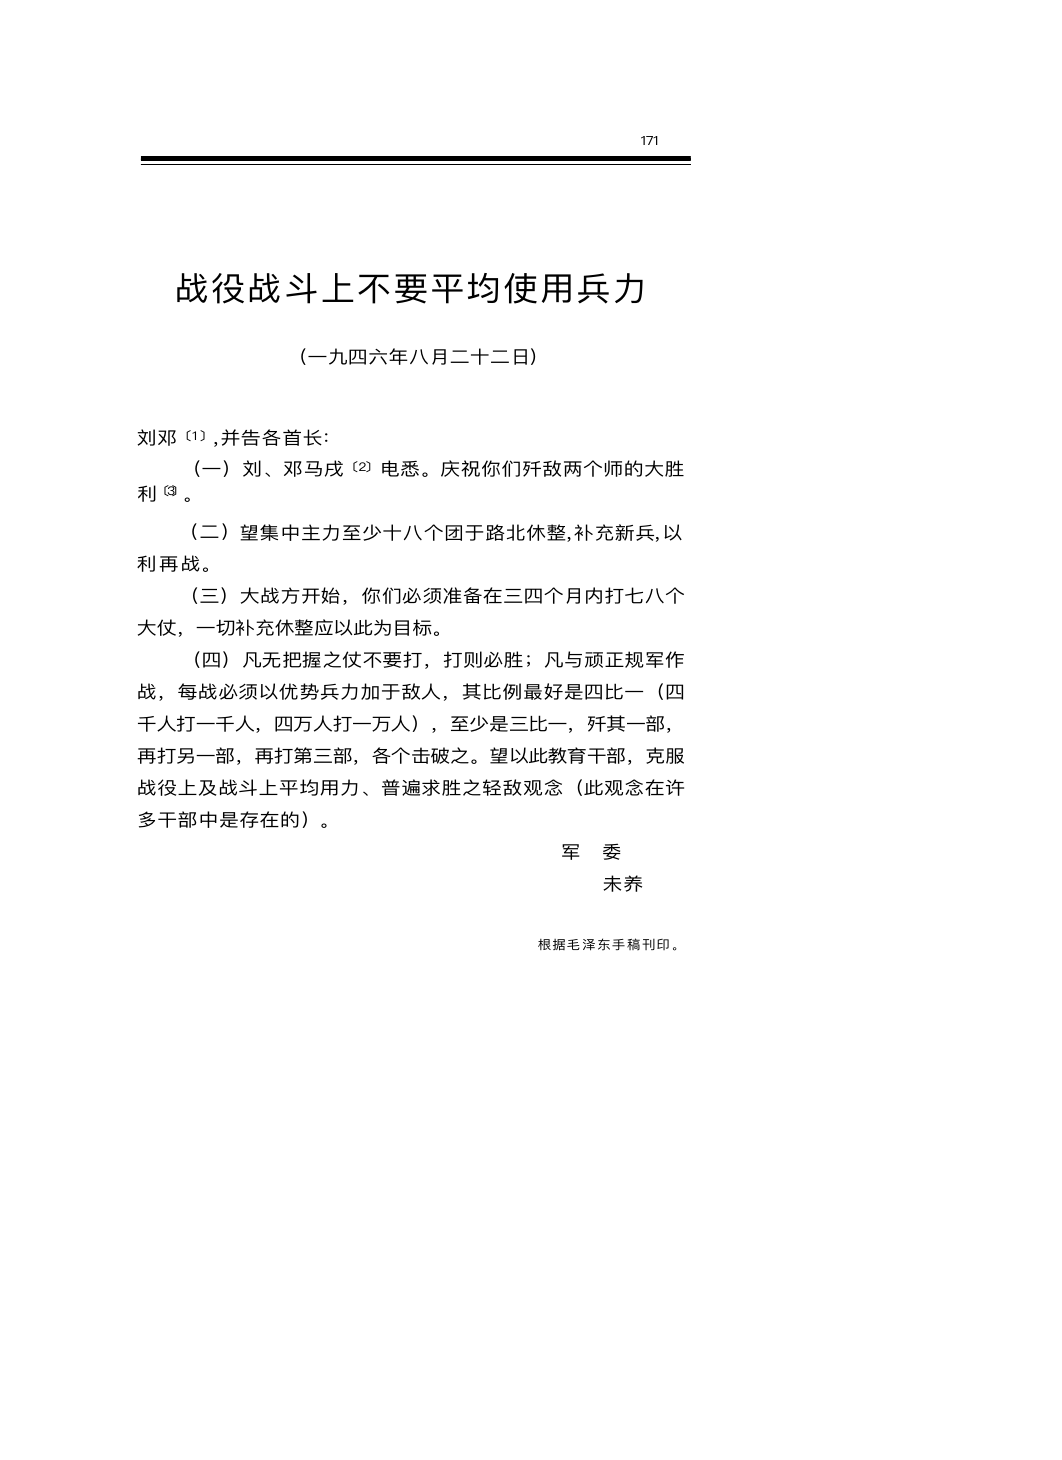 171
战役战斗上不要平均使用兵力
(一九四六年八月二十二日)
刘邓〔1〕,并告各首长:
（一）刘、邓马戌〔2〕电悉。庆祝你们歼敌两个师的大胜
利〔3〕。
（二）望集中主力至少十八个团于路北休整,补充新兵,以
利再战。
（三）大战方开始，你们必须准备在三四个月内打七八个
大仗，一切补充休整应以此为目标。
（四）凡无把握之仗不要打，打则必胜；凡与顽正规军作
战，每战必须以优势兵力加于敌人，其比例最好是四比一（四
千人打一千人，四万人打一万人），至少是三比一，歼其一部，
再打另一部，再打第三部，各个击破之。望以此教育干部，克服
战役上及战斗上平均用力、普遍求胜之轻敌观念（此观念在许
多干部中是存在的）。
军 委
未养
根据毛泽东手稿刊印。